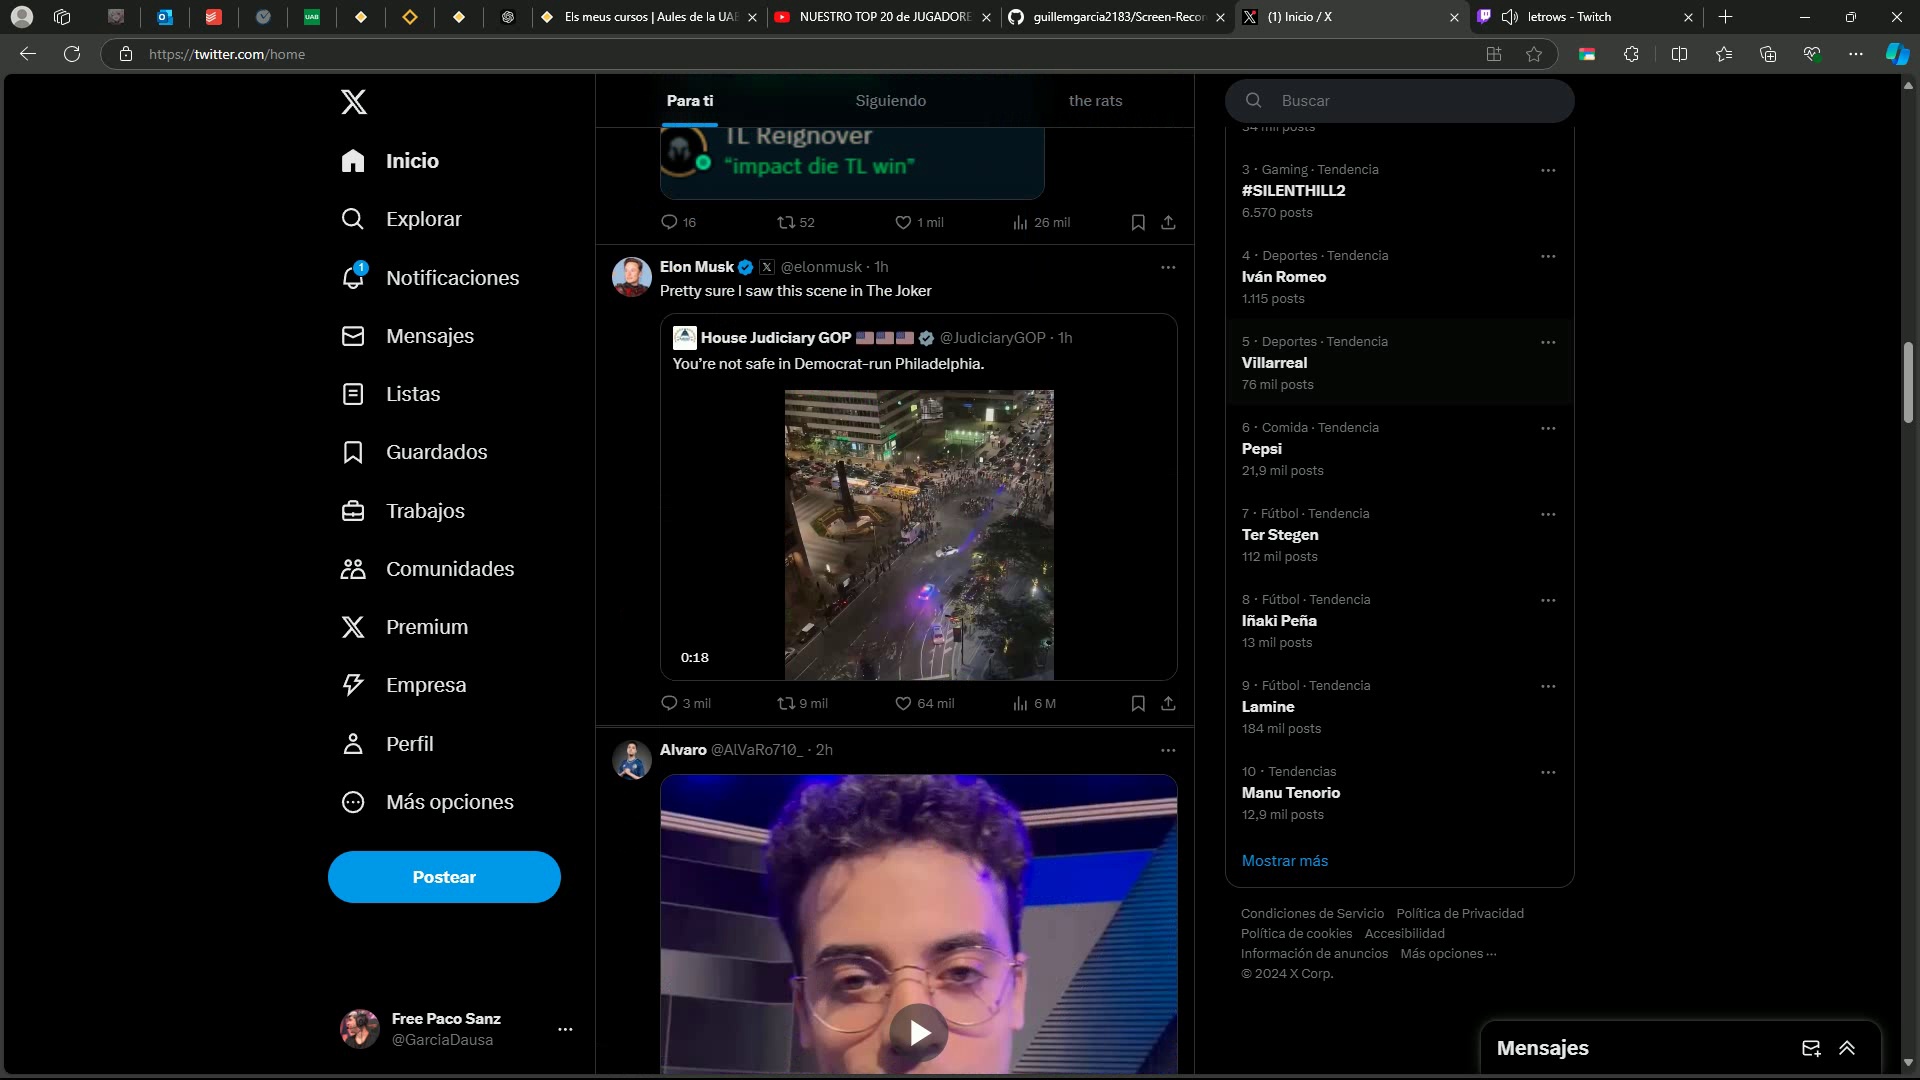 Els meus cursos | Aules de la UAB
NUESTRO TOP 20 de JUGADORE
guillemgarcia2183/Screen-Recor
(1) Inicio / X
letrows - Twitch
https://twitter.com/home
Inicio
Explorar
1
Notificaciones
Mensajes
Listas
Guardados
Trabajos
Comunidades
Premium
Empresa
Perfil
Más opciones
Postear
Free Paco Sanz
@GarciaDausa
Para ti
Siguiendo
the rats
TL Reignover
"impact die TL win"
16 52 1 mil 26 mil
Elon Musk @elonmusk · 1h
Pretty sure I saw this scene in The Joker
House Judiciary GOP @JudiciaryGOP · 1h
You're not safe in Democrat-run Philadelphia.
0:18
3 mil 9 mil 64 mil 6 M
Alvaro @AlVaRo710_ · 2h
Buscar
54 mil posts
3 · Gaming · Tendencia
#SILENTHILL2
6.570 posts
4 · Deportes · Tendencia
Iván Romeo
1.115 posts
5 · Deportes · Tendencia
Villarreal
76 mil posts
6 · Comida · Tendencia
Pepsi
21,9 mil posts
7 · Fútbol · Tendencia
Ter Stegen
112 mil posts
8 · Fútbol · Tendencia
Iñaki Peña
13 mil posts
9 · Fútbol · Tendencia
Lamine
184 mil posts
10 · Tendencias
Manu Tenorio
12,9 mil posts
Mostrar más
Condiciones de Servicio Política de Privacidad
Política de cookies Accesibilidad
Información de anuncios Más opciones ···
© 2024 X Corp.
Mensajes